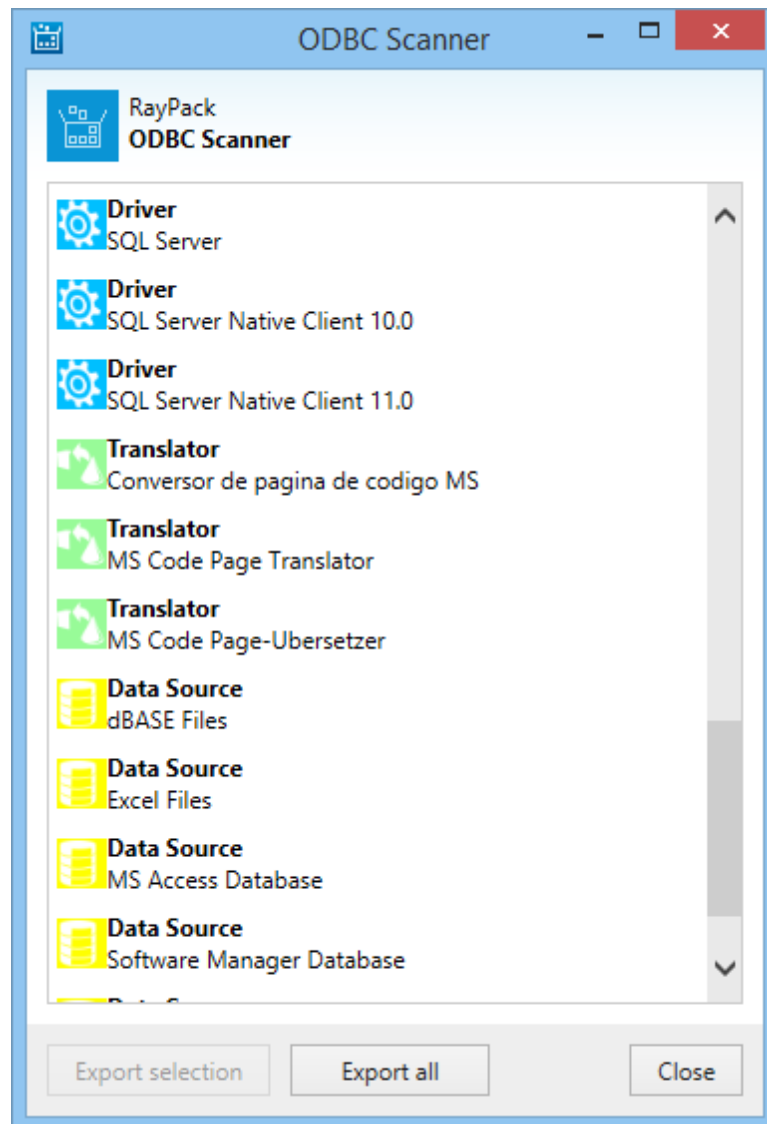 ODBC Scanner
RayPack
ODBC Scanner
Driver
SQL Server
Driver
SQL Server Native Client 10.0
Driver
SQL Server Native Client 11.0
Translator
Conversor de pagina de codigo MS
Translator
MS Code Page Translator
Translator
MS Code Page-Ubersetzer
Data Source
dBASE Files
Data Source
Excel Files
Data Source
MS Access Database
Data Source
Software Manager Database
Export selection
Export all
Close